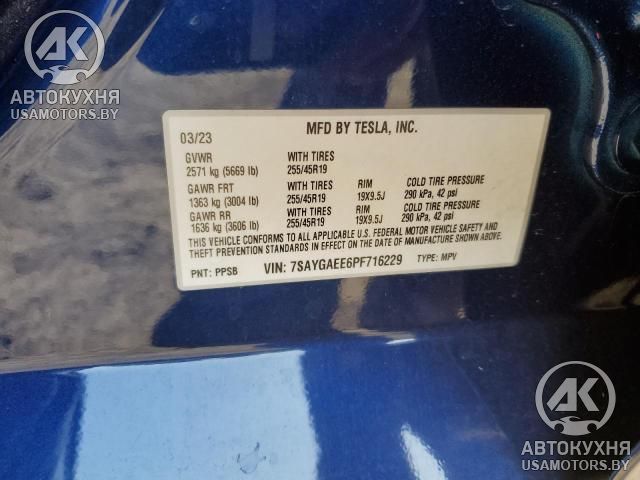 АК
АВТОКУХНЯ
USAMOTORS.BY
03/23
MFD BY TESLA, INC.
GVWR
2571 kg (5669 lb)
WITH TIRES
255/45R19
GAWR FRT
1363 kg (3004 lb)
WITH TIRES
255/45R19
RIM
19X9.5J
COLD TIRE PRESSURE
290 kPa, 42 psi
GAWR RR
1636 kg (3606 lb)
WITH TIRES
255/45R19
RIM
19X9.5J
COLD TIRE PRESSURE
290 kPa, 42 psi
THIS VEHICLE CONFORMS TO ALL APPLICABLE U.S. FEDERAL MOTOR VEHICLE SAFETY AND
THEFT PREVENTION STANDARDS IN EFFECT ON THE DATE OF MANUFACTURE SHOWN ABOVE.
PNT: PPSB
VIN: 7SAYGAEE6PF716229
TYPE: MPV
АК
АВТОКУХНЯ
USAMOTORS.BY